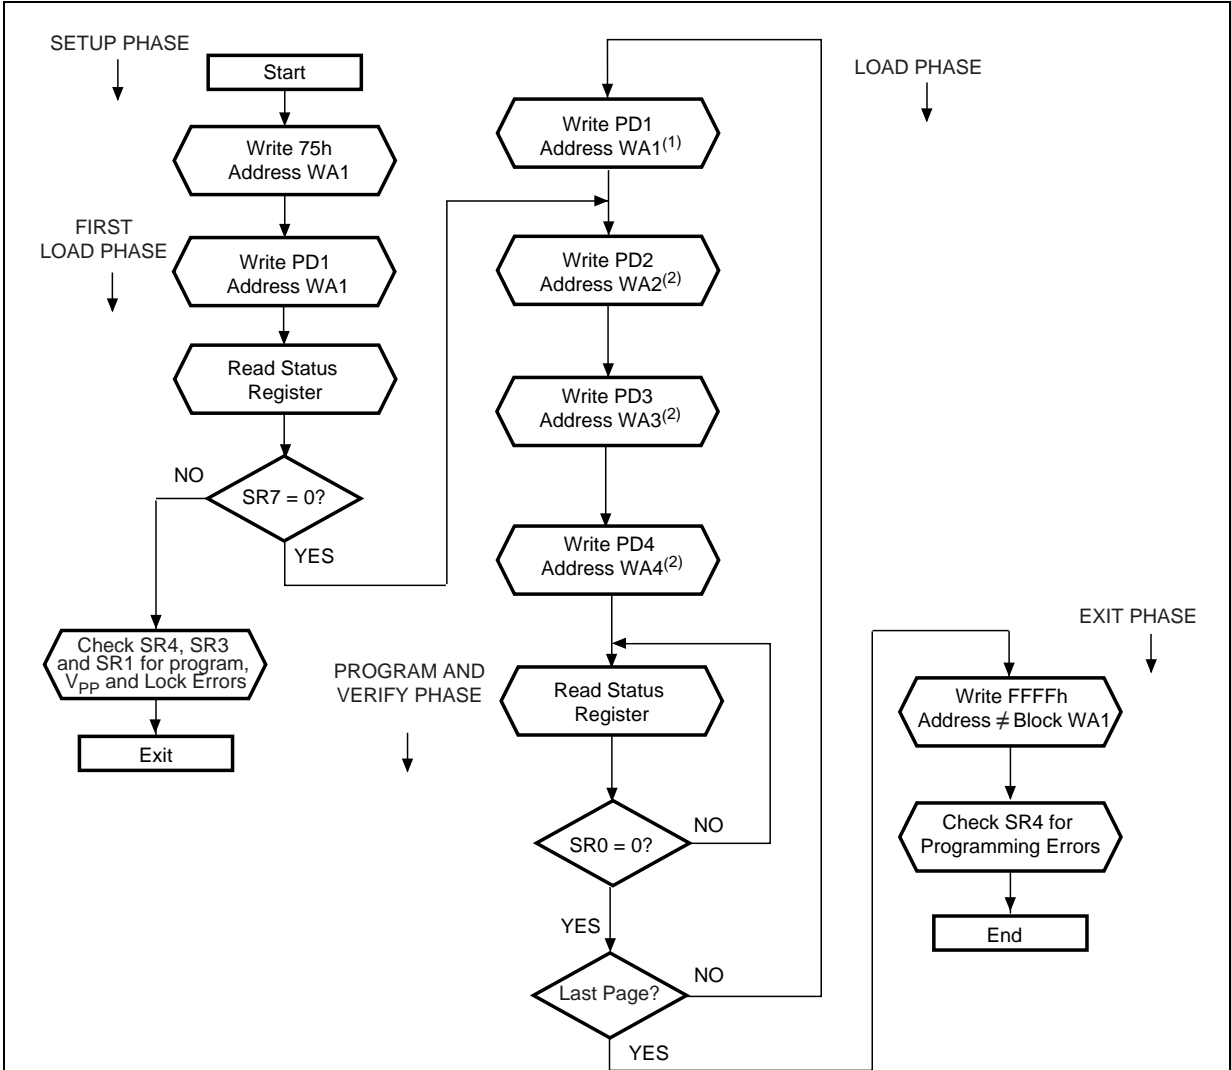 SETUP PHASE
Start
Write 75h
Address WA1
FIRST
LOAD PHASE
Write PD1
Address WA1
Read Status
Register
NO
SR7 = 0?
YES
Check SR4, SR3
and SR1 for program,
VPP and Lock Errors
Exit
LOAD PHASE
Write PD1
Address WA1(1)
Write PD2
Address WA2(2)
Write PD3
Address WA3(2)
Write PD4
Address WA4(2)
PROGRAM AND
VERIFY PHASE
Read Status
Register
NO
SR0 = 0?
YES
NO
Last Page?
YES
EXIT PHASE
Write FFFFh
Address ≠ Block WA1
Check SR4 for
Programming Errors
End